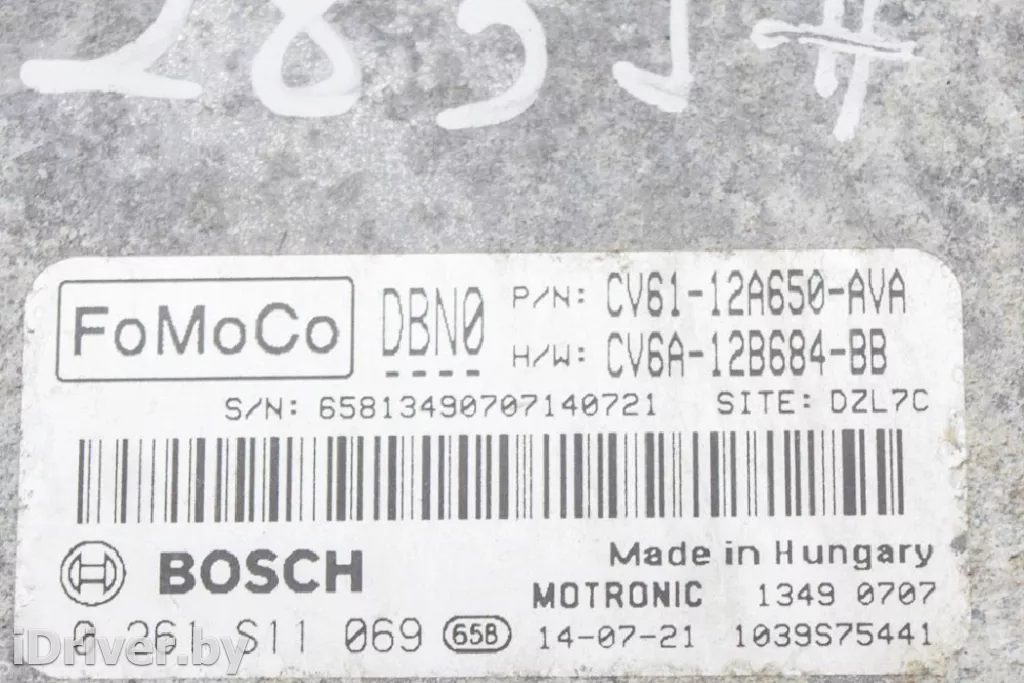 FoMoCo
DBN0
P/N: CV61-12A650-AVA
H/W: CV6A-12B684-BB
S/N: 65813490707140721 SITE: DZL7C
BOSCH
Made in Hungary
MOTRONIC 1349 0707
0 261 S11 069 658 14-07-21 1039S75441
iDriver.by